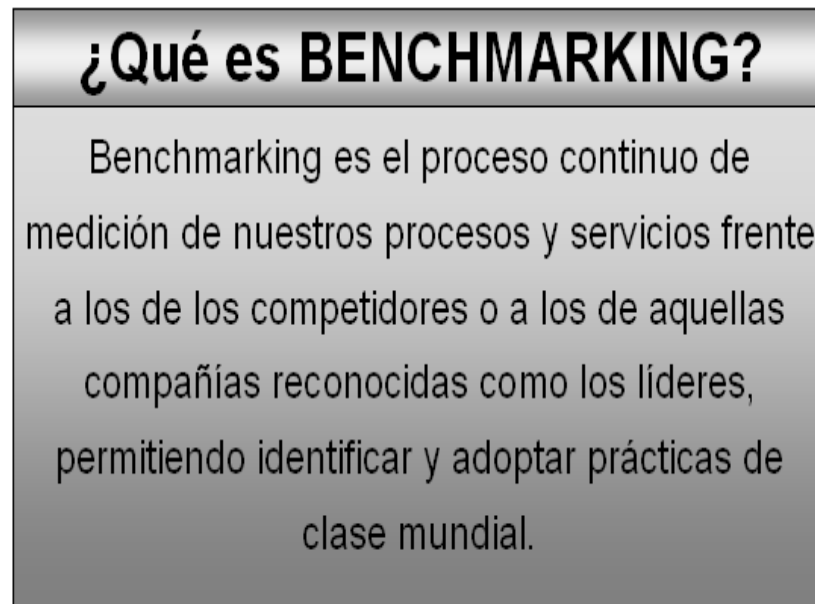 ¿Qué es BENCHMARKING?
Benchmarking es el proceso continuo de
medición de nuestros procesos y servicios frente
a los de los competidores o a los de aquellas
compañías reconocidas como los líderes,
permitiendo identificar y adoptar prácticas de
clase mundial.